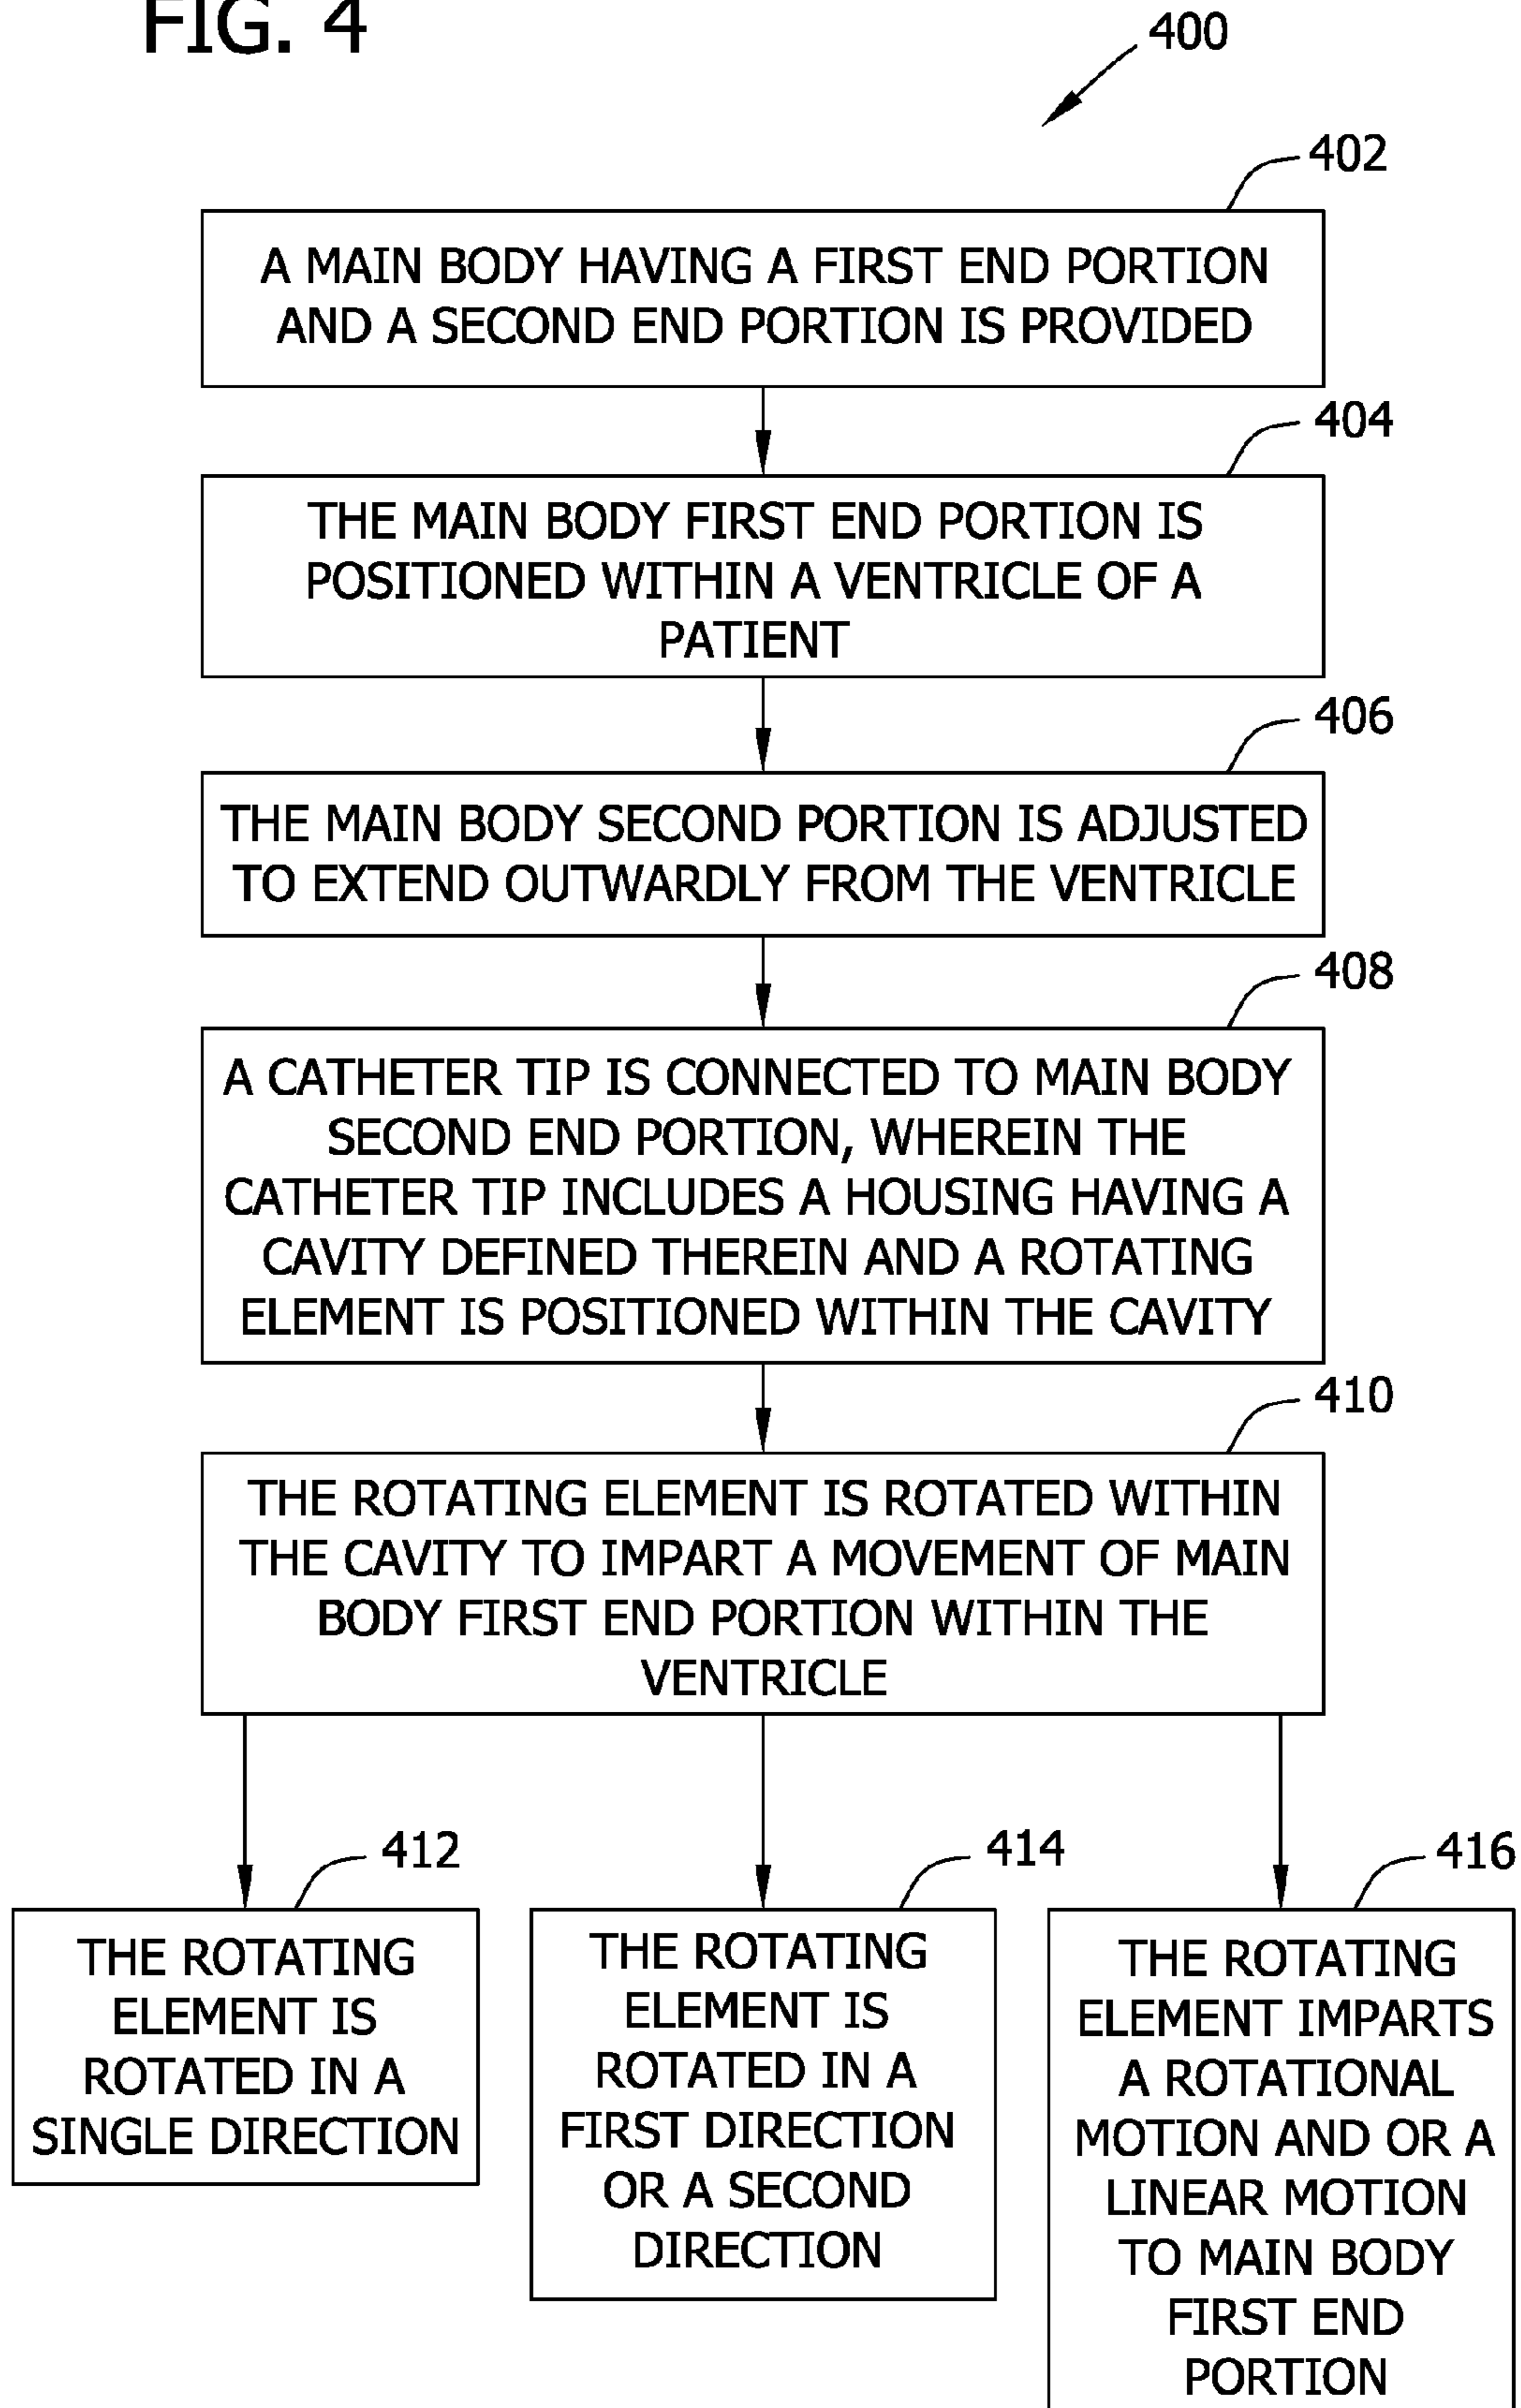 FIG. 4
400
402
A MAIN BODY HAVING A FIRST END PORTION
AND A SECOND END PORTION IS PROVIDED
404
THE MAIN BODY FIRST END PORTION IS
POSITIONED WITHIN A VENTRICLE OF A
PATIENT
406
THE MAIN BODY SECOND PORTION IS ADJUSTED
TO EXTEND OUTWARDLY FROM THE VENTRICLE
408
A CATHETER TIP IS CONNECTED TO MAIN BODY
SECOND END PORTION, WHEREIN THE
CATHETER TIP INCLUDES A HOUSING HAVING A
CAVITY DEFINED THEREIN AND A ROTATING
ELEMENT IS POSITIONED WITHIN THE CAVITY
410
THE ROTATING ELEMENT IS ROTATED WITHIN
THE CAVITY TO IMPART A MOVEMENT OF MAIN
BODY FIRST END PORTION WITHIN THE
VENTRICLE
412
THE ROTATING
ELEMENT IS
ROTATED IN A
SINGLE DIRECTION
414
THE ROTATING
ELEMENT IS
ROTATED IN A
FIRST DIRECTION
OR A SECOND
DIRECTION
416
THE ROTATING
ELEMENT IMPARTS
A ROTATIONAL
MOTION AND OR A
LINEAR MOTION
TO MAIN BODY
FIRST END
PORTION